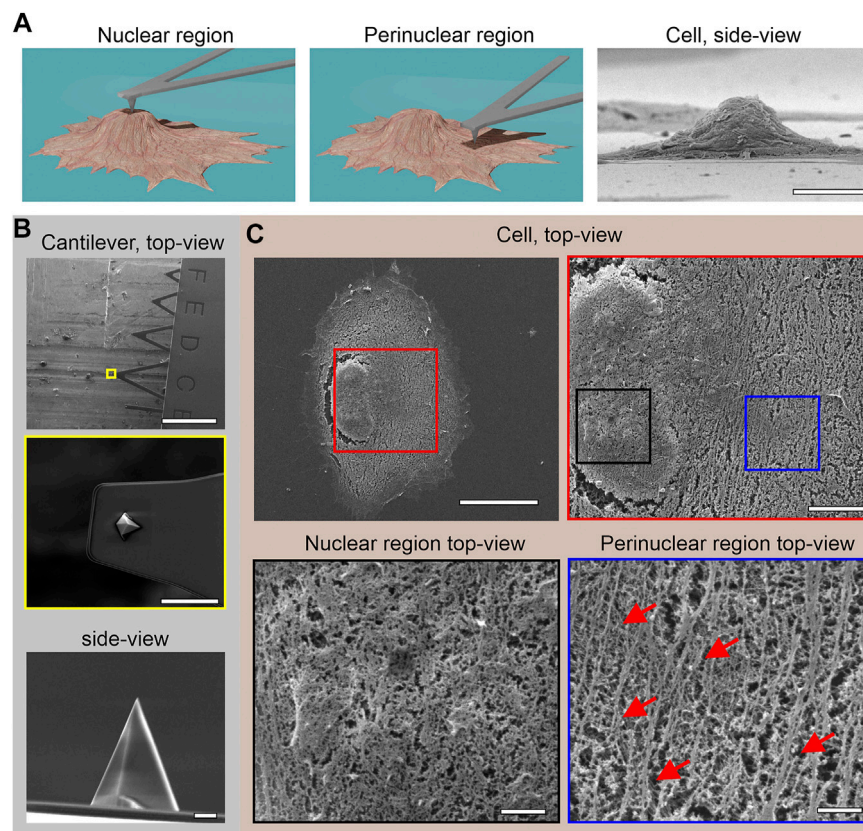 A
Nuclear region
Perinuclear region
Cell, side-view
B
Cantilever, top-view
F
E
D
C
E
side-view
C
Cell, top-view
Nuclear region top-view
Perinuclear region top-view